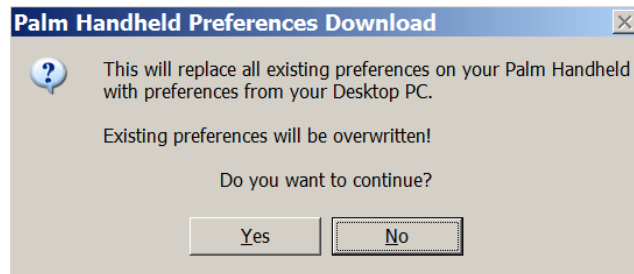 Palm Handheld Preferences Download
This will replace all existing preferences on your Palm Handheld
with preferences from your Desktop PC.
Existing preferences will be overwritten!
Do you want to continue?
Yes No